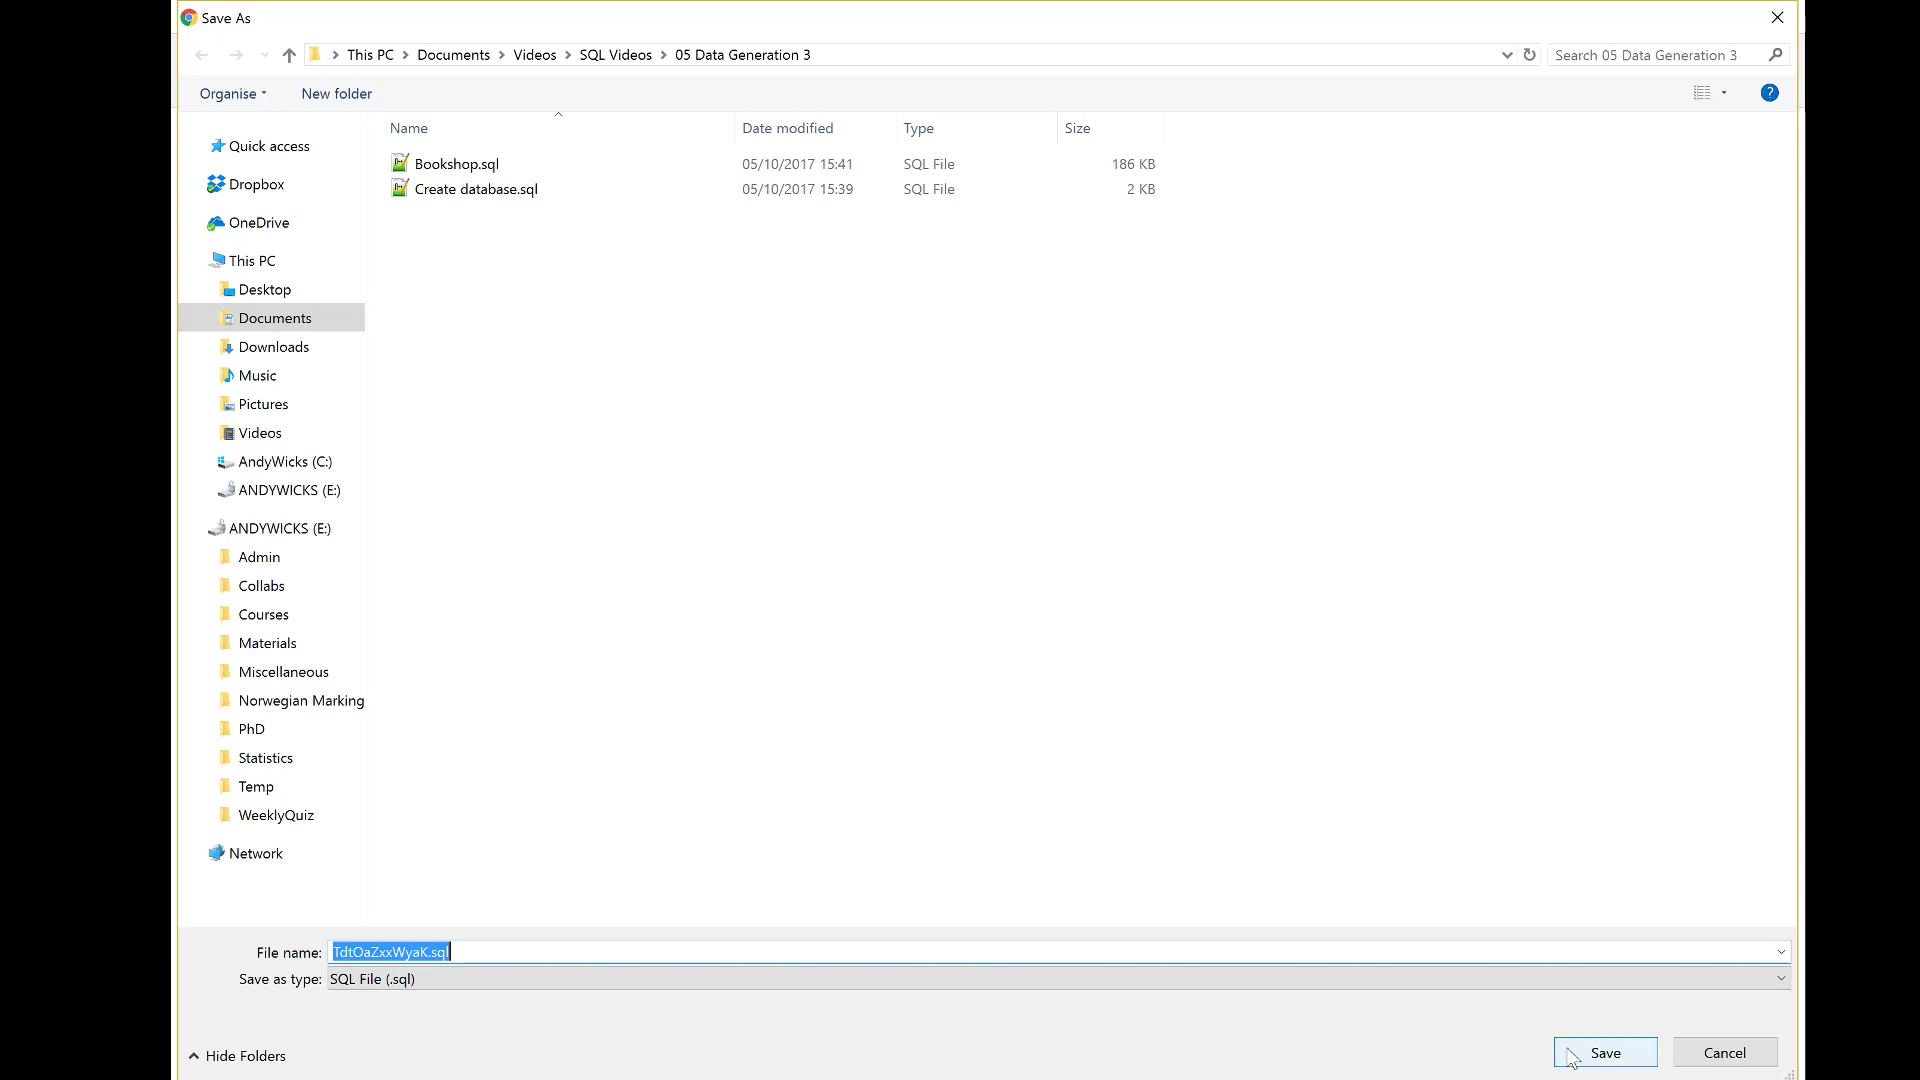 Save As
This PC > Documents > Videos > SQL Videos > 05 Data Generation 3
Search 05 Data Generation 3
Organise
New folder
?
Name Date modified Type Size
Bookshop.sql 05/10/2017 15:41 SQL File 186 KB
Create database.sql 05/10/2017 15:39 SQL File 2 KB
Quick access
Dropbox
OneDrive
This PC
Desktop
Documents
Downloads
Music
Pictures
Videos
AndyWicks (C:)
ANDYWICKS (E:)
ANDYWICKS (E:)
Admin
Collabs
Courses
Materials
Miscellaneous
Norwegian Marking
PhD
Statistics
Temp
WeeklyQuiz
Network
File name: TdtOaZxxWyaK.sql
Save as type: SQL File (.sql)
Hide Folders
Save
Cancel